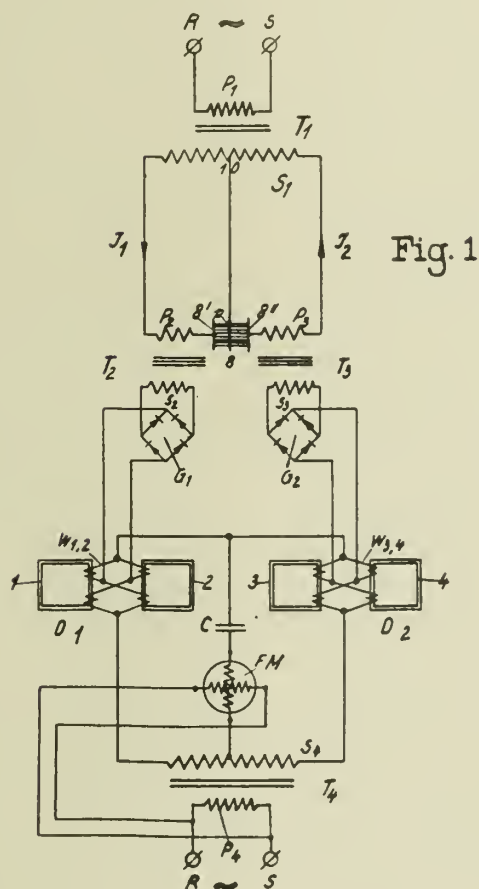 R ~ S
P1
T1
10
S1
J1
J2
Fig. 1
P2
8'
8"
P3
8
T2
T3
S2
S3
G1
G2
W1,2
W3,4
1
2
3
4
D1
D2
C
FM
S4
T4
P4
R ~ S